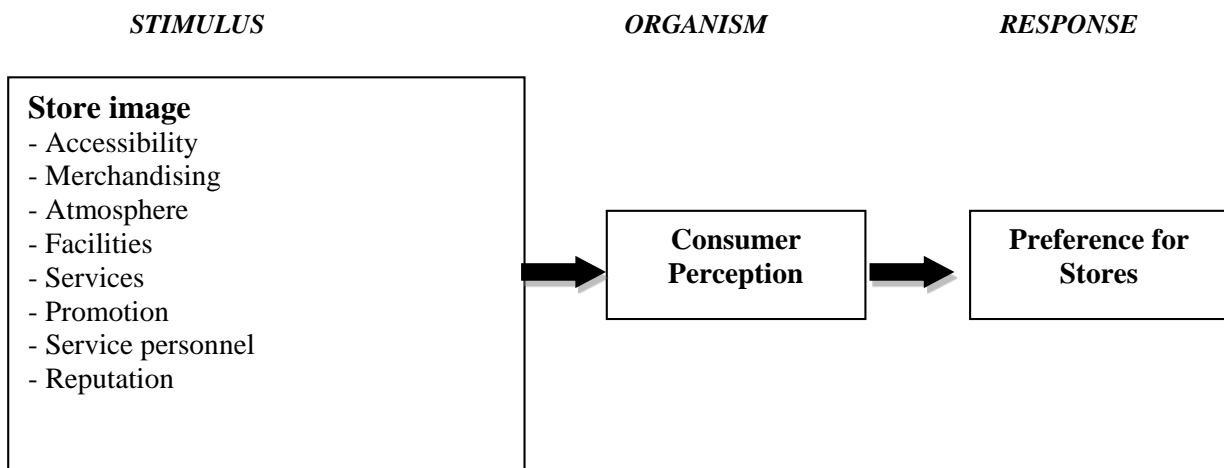 STIMULUS
ORGANISM
RESPONSE
Store image
- Accessibility
- Merchandising
- Atmosphere
- Facilities
- Services
- Promotion
- Service personnel
- Reputation
Consumer
Perception
Preference for
Stores